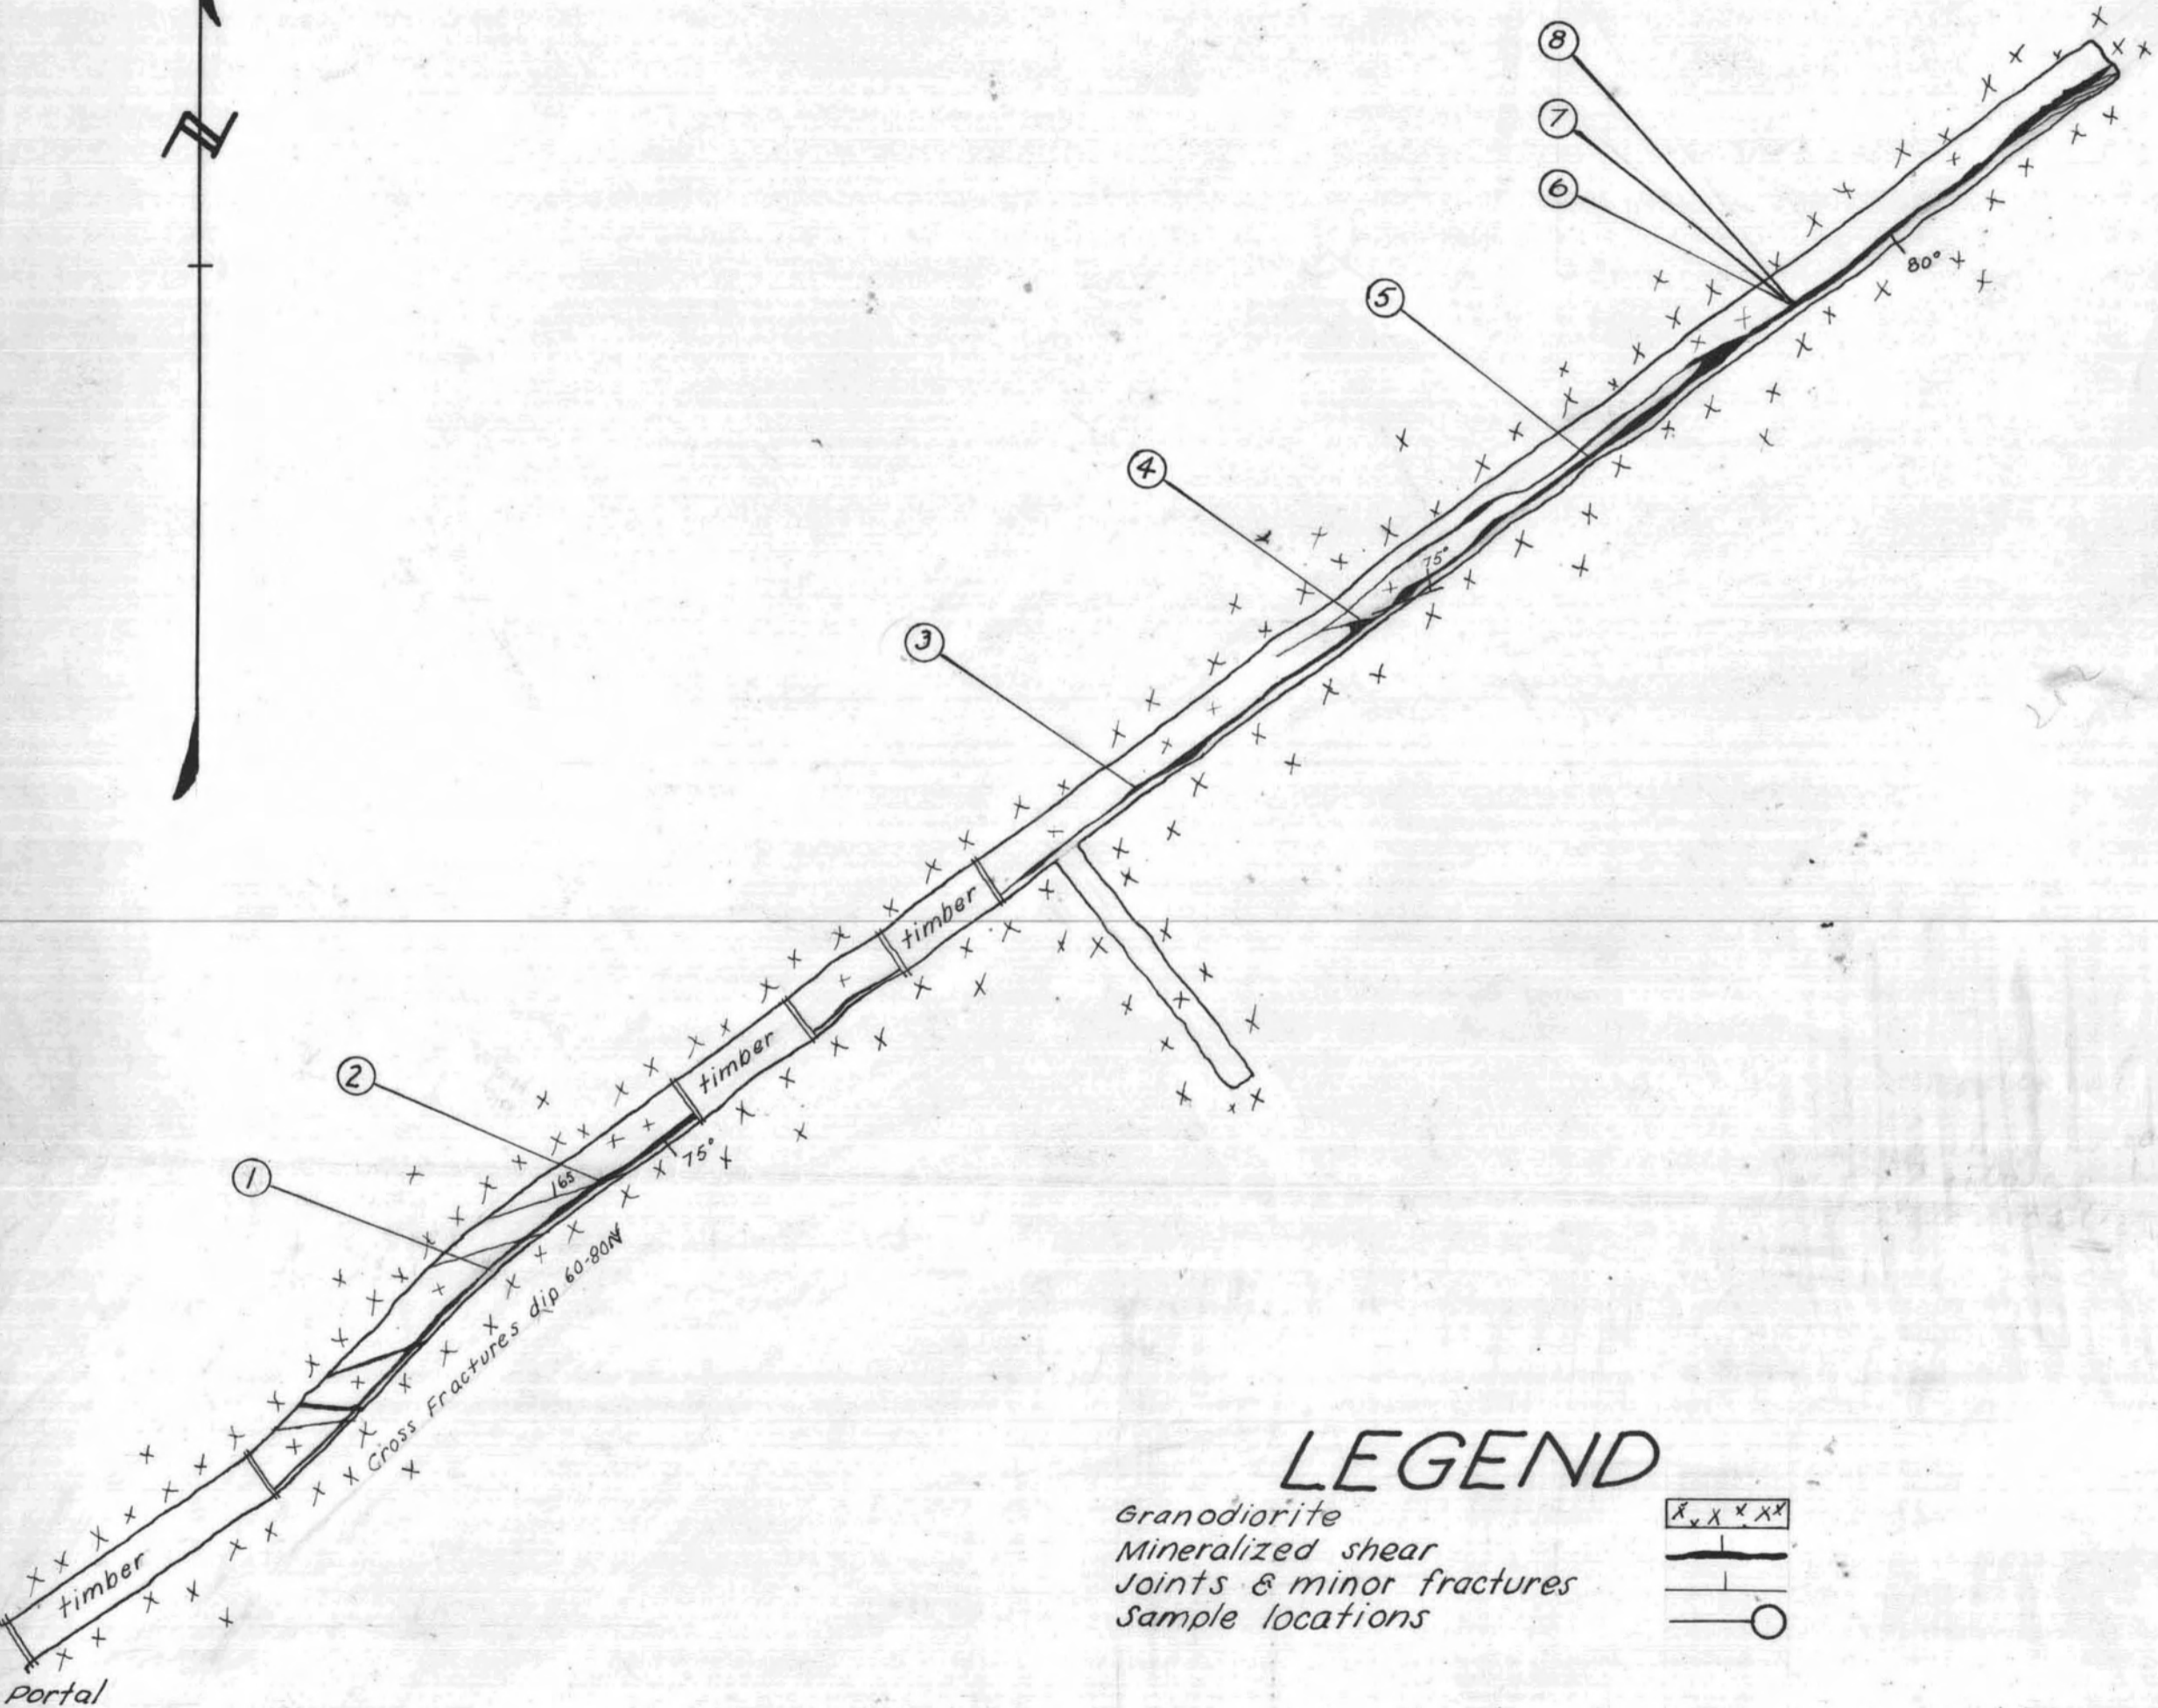 N
8
7
6
80°
5
4
75°
3
timber
timber
2
75°
1
165
Cross Fractures dip 60-80N
timber
Portal
LEGEND
Granodiorite
Mineralized shear
Joints & minor fractures
Sample locations